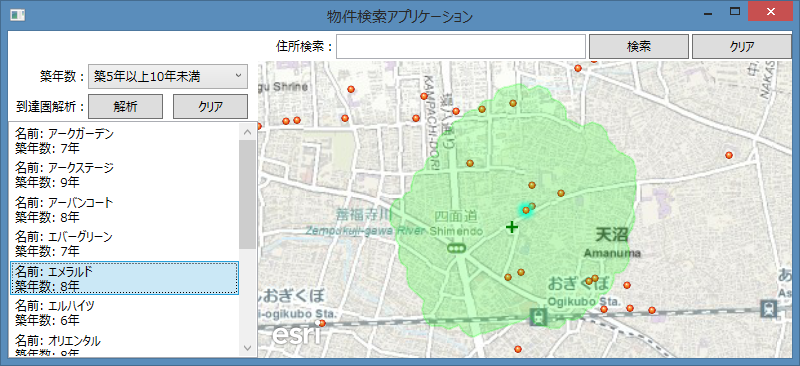 物件検索アプリケーション
住所検索 :
検索
クリア
築年数 : 築5年以上10年未満
到達圏解析 : 解析 クリア
名前: アークガーデン
築年数: 7年
名前: アークステージ
築年数: 9年
名前: アーバンコート
築年数: 8年
名前: エバーグリーン
築年数: 7年
名前: エメラルド
築年数: 8年
名前: エルハイツ
築年数: 6年
名前: オリエンタル
築年数: 8年
gu Shrine
環八通り
KAMPACHI-DORI
善福寺川
Zempukuji-gawa River
四面道
Shimendo
天沼
Amanuma
おぎくぼ
Ogikubo Sta.
しおぎくぼ
i-ogikubo Sta.
あ
Asa
NAKAS
esri